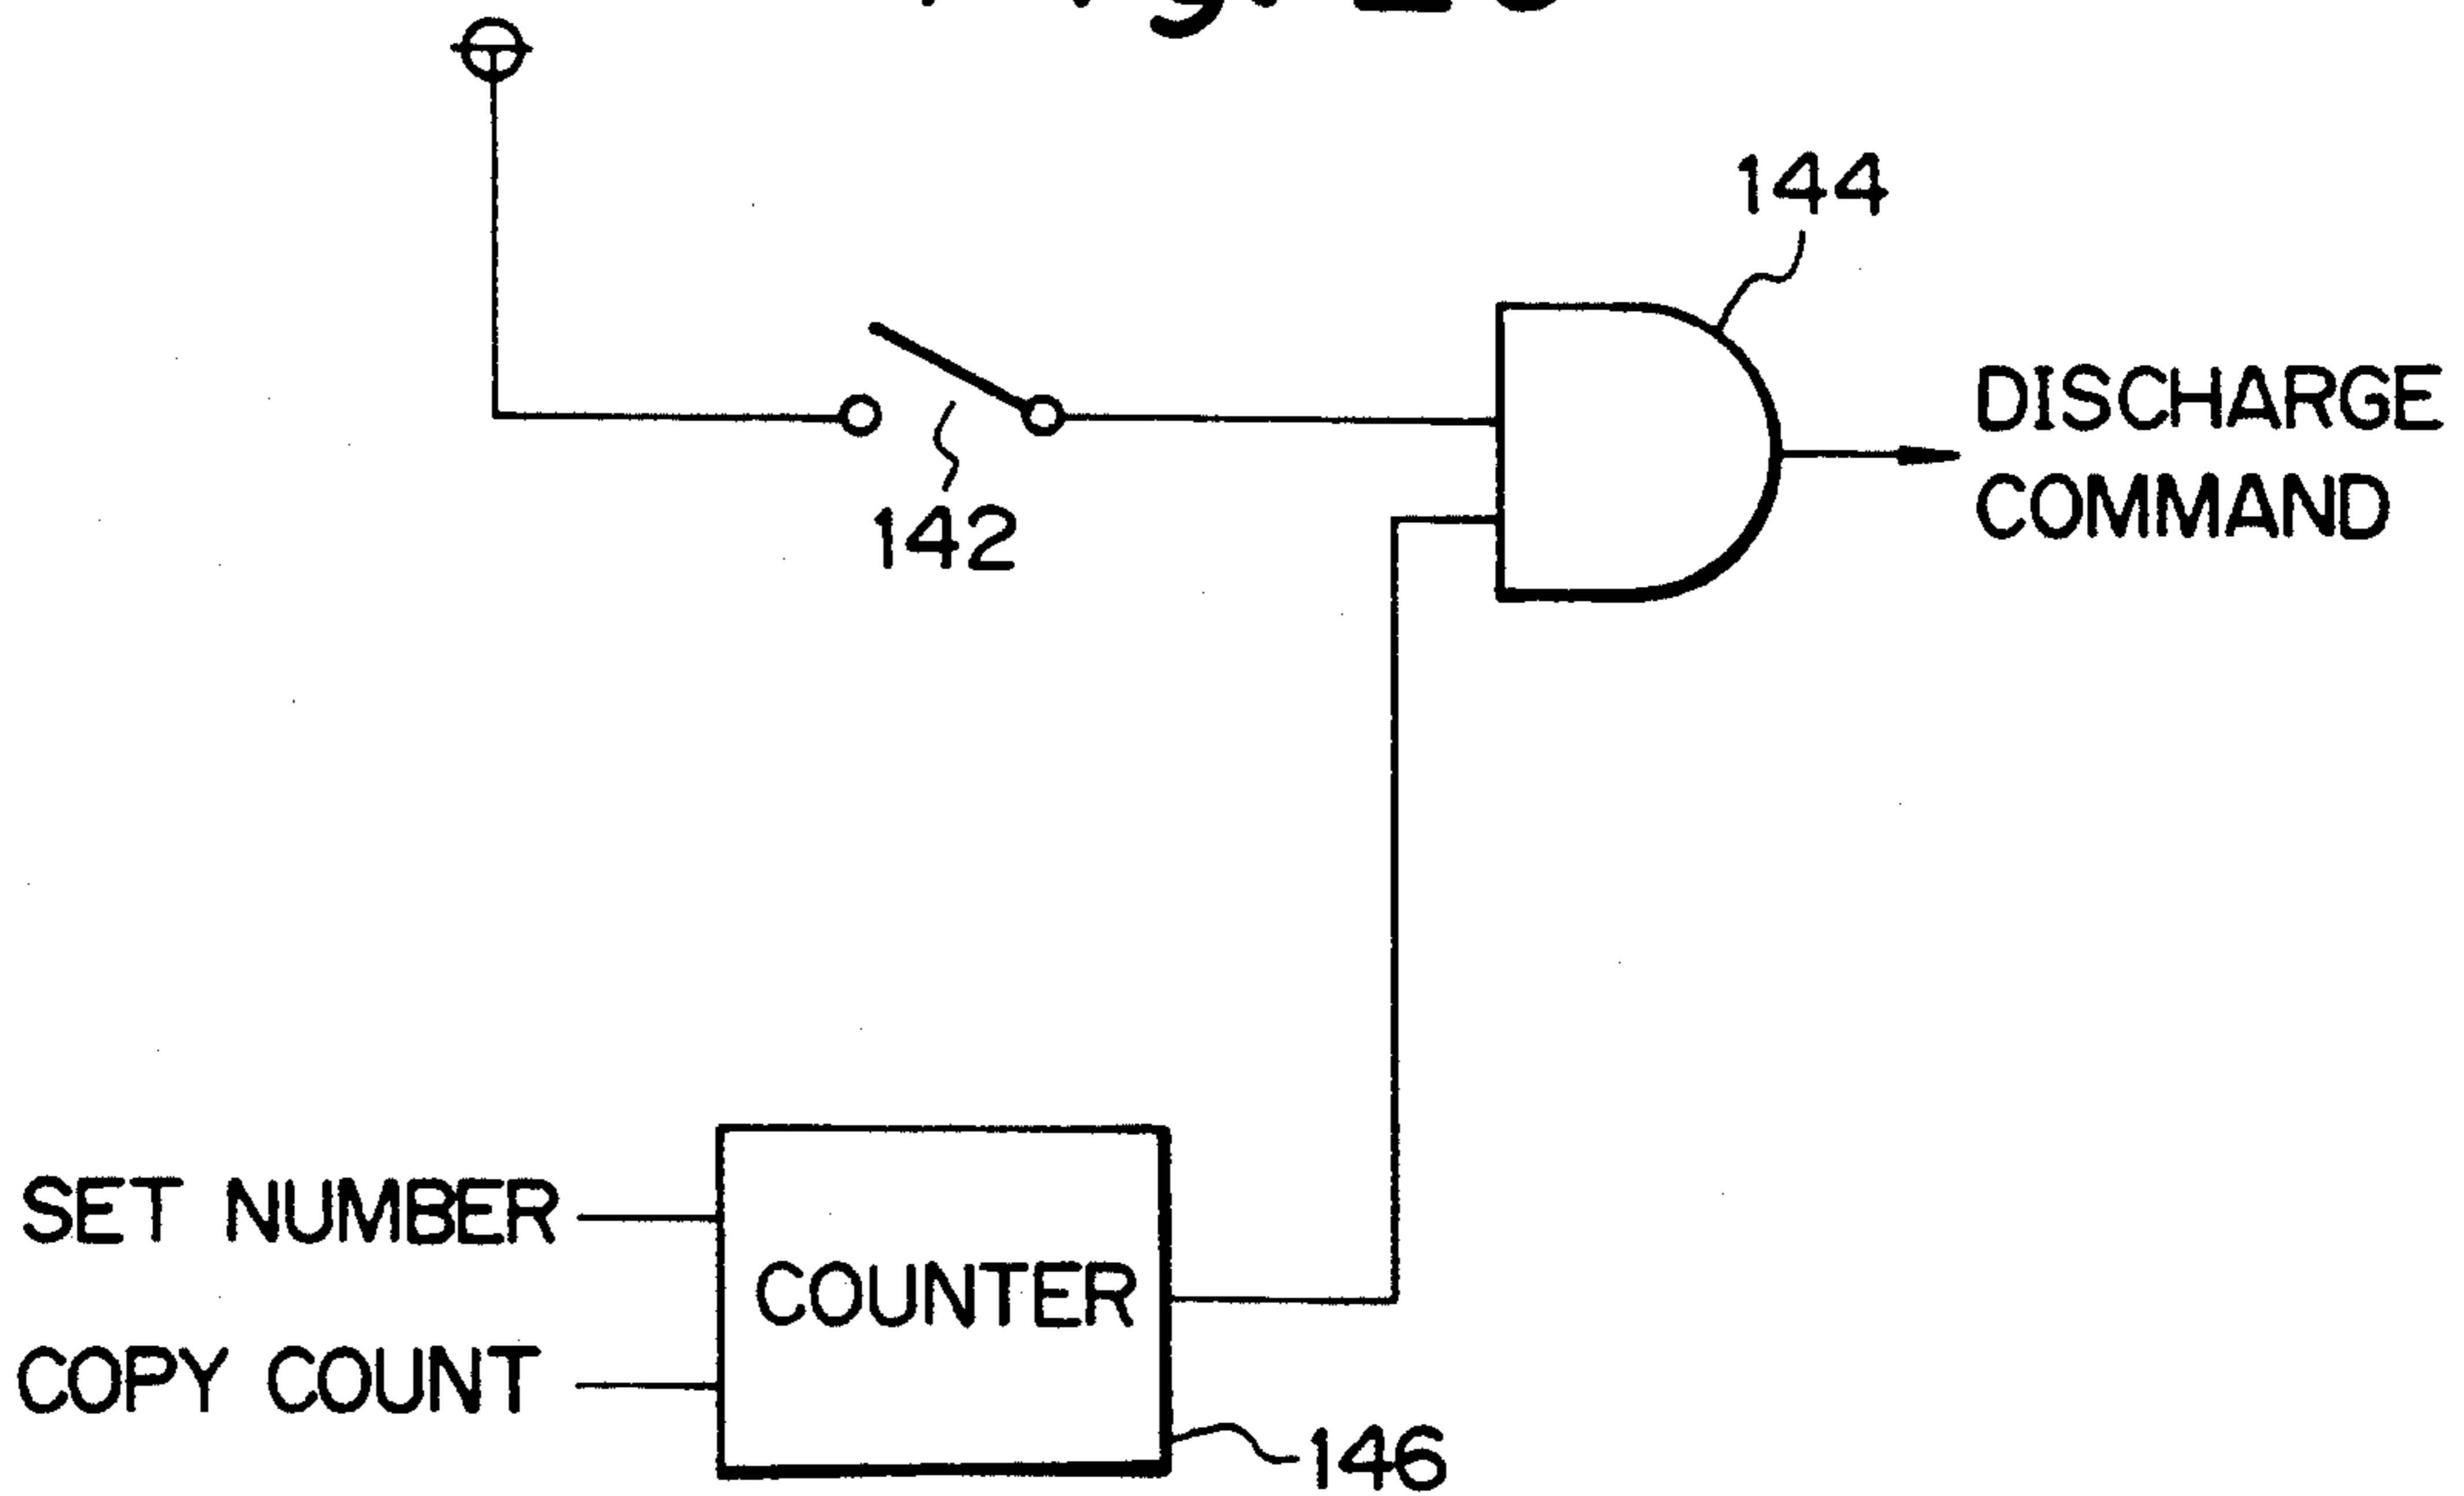 144
DISCHARGE
COMMAND
142
SET NUMBER
COUNTER
COPY COUNT
146